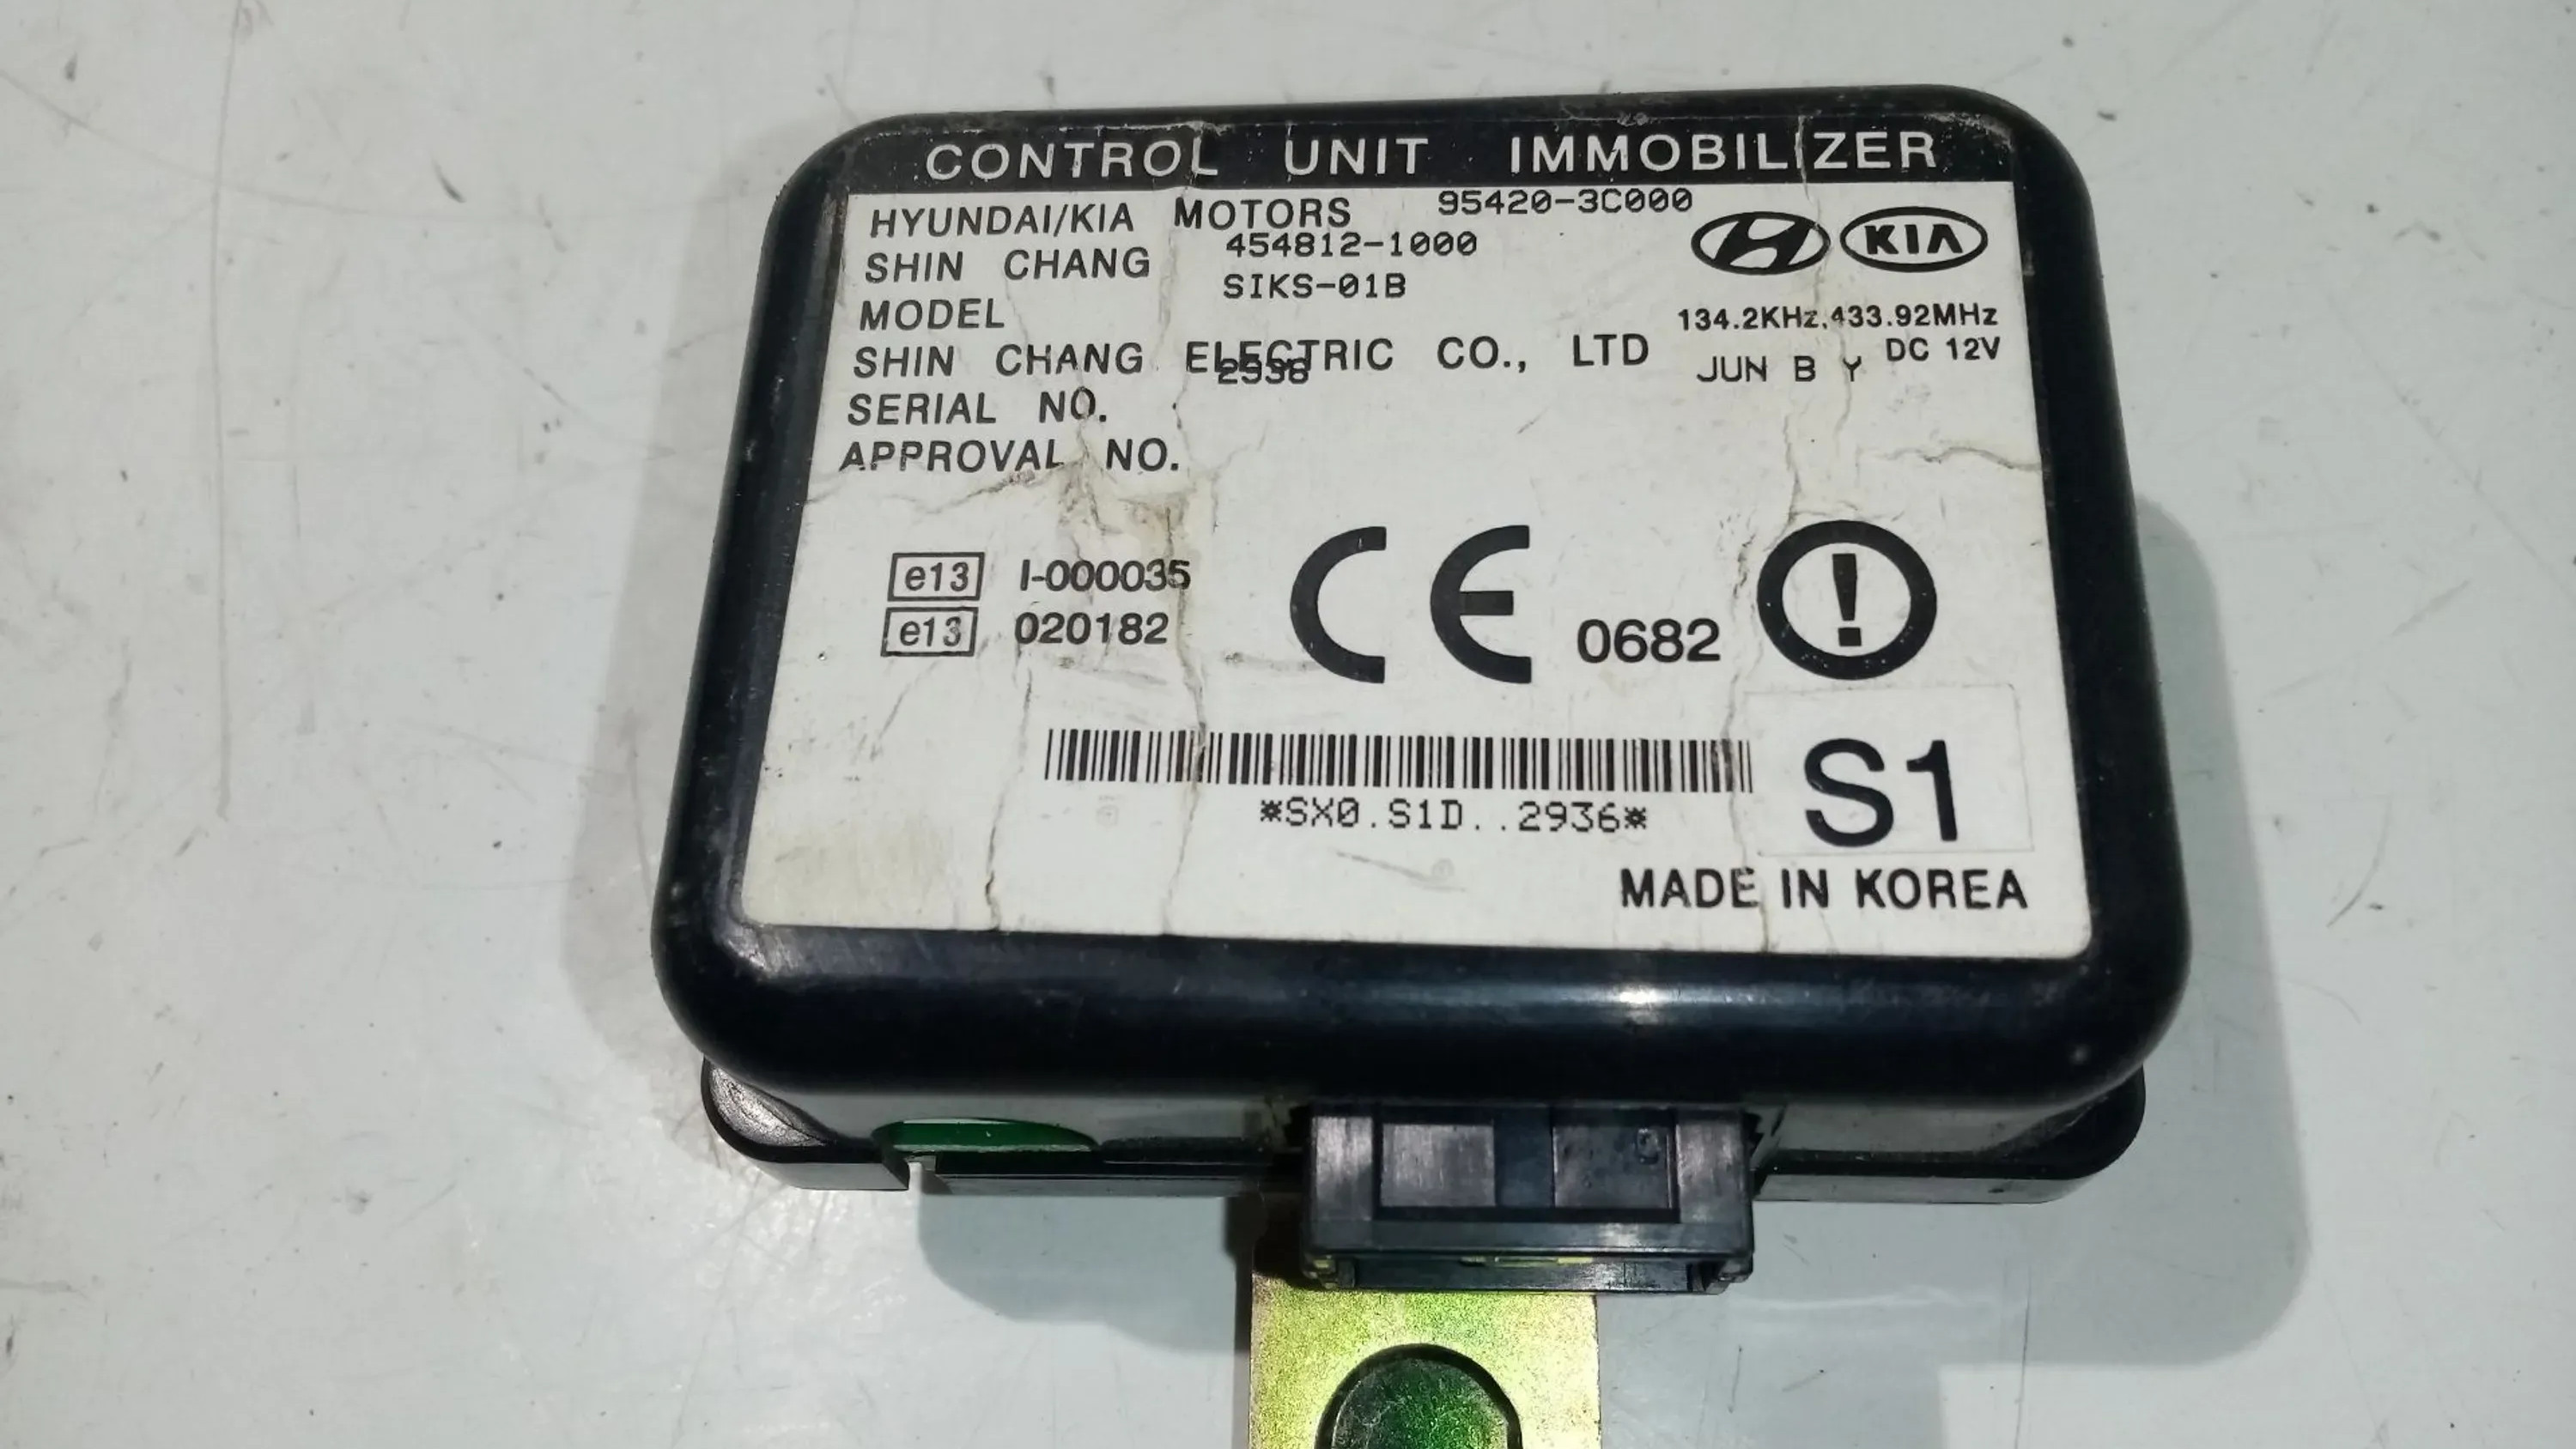 CONTROL UNIT IMMOBILIZER
HYUNDAI/KIA MOTORS 95420-3C000
SHIN CHANG 454812-1000
MODEL SIKS-01B
KIA
134.2KHz,433.92MHz
SHIN CHANG ELECTRIC CO., LTD
JUN B Y DC 12V
SERIAL NO. 2936
APPROVAL NO.
e13 I-000035
e13 020182
CE 0682
*SX0.S1D..2936*
S1
MADE IN KOREA